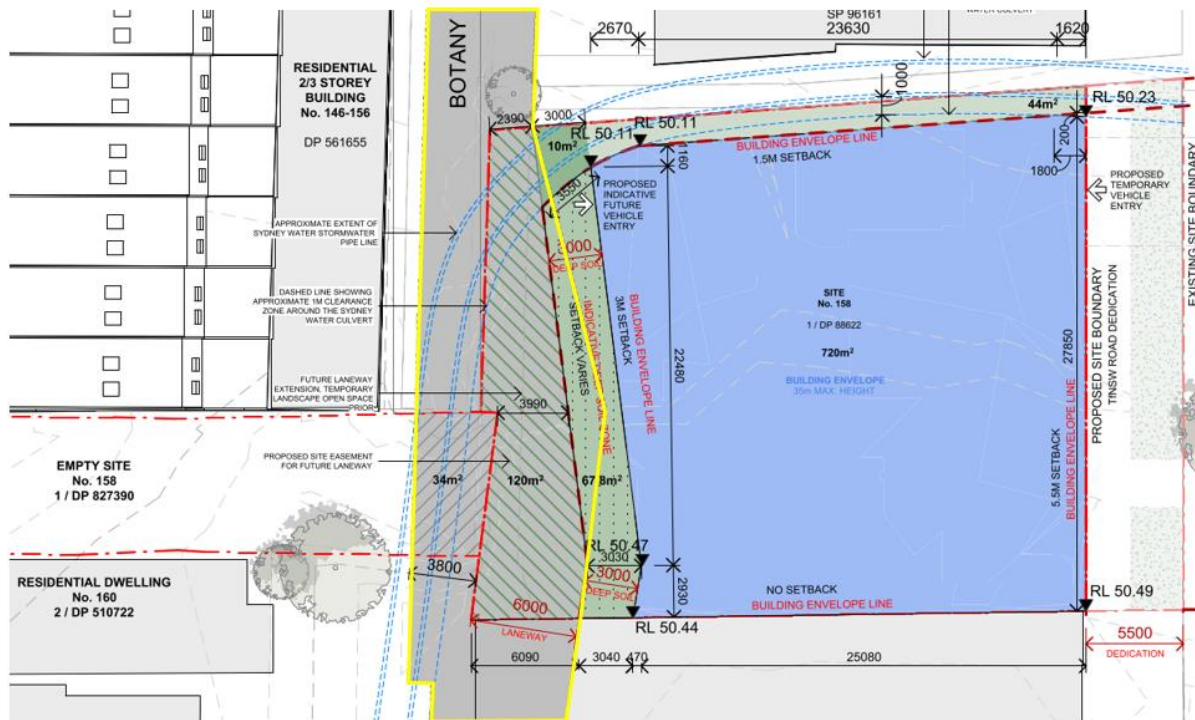 SP 96161
WATER CULVERT
2670
23630
1620
RESIDENTIAL
2/3 STOREY
BUILDING
No. 146-156
DP 561655
BOTANY
2390
3000
RL 50.11
RL 50.11
10m²
1000
44m²
RL 50.23
BUILDING ENVELOPE LINE
1.5M SETBACK
160
200
1800
3550
PROPOSED
INDICATIVE
FUTURE
VEHICLE
ENTRY
PROPOSED
TEMPORARY
VEHICLE
ENTRY
APPROXIMATE EXTENT OF
SYDNEY WATER STORMWATER
PIPE LINE
DASHED LINE SHOWING
APPROXIMATE 1M CLEARANCE
ZONE AROUND THE SYDNEY
WATER CULVERT
FUTURE LANEWAY
EXTENSION, TEMPORARY
LANDSCAPE OPEN SPACE
PRIOR
PROPOSED SITE EASEMENT
FOR FUTURE LANEWAY
DEEP SOIL
SETBACK VARIES
3M SETBACK
BUILDING ENVELOPE LINE
22480
SITE
No. 158
1 / DP 88622
720m²
BUILDING ENVELOPE
35m MAX. HEIGHT
27850
5.5M SETBACK
BUILDING ENVELOPE LINE
PROPOSED SITE BOUNDARY
TINSW ROAD DEDICATION
EXISTING SITE BOUNDARY
3990
EMPTY SITE
No. 158
1 / DP 827390
34m²
120m²
67.8m²
RL 50.47
3030
3000
DEEP SOIL
2930
3800
RESIDENTIAL DWELLING
No. 160
2 / DP 510722
6000
LANEWAY
NO SETBACK
BUILDING ENVELOPE LINE
RL 50.44
RL 50.49
6090
3040
470
25080
5500
DEDICATION